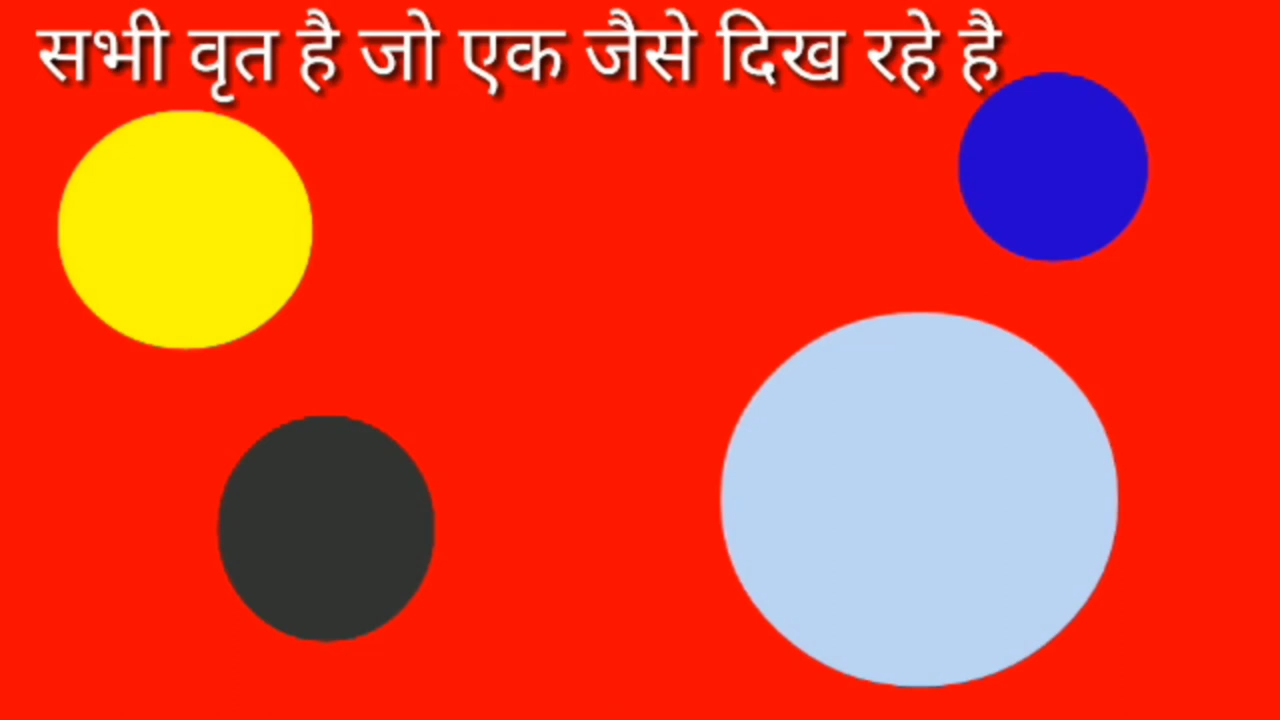 सभी वृत है जो एक जैसे दिख रहे है